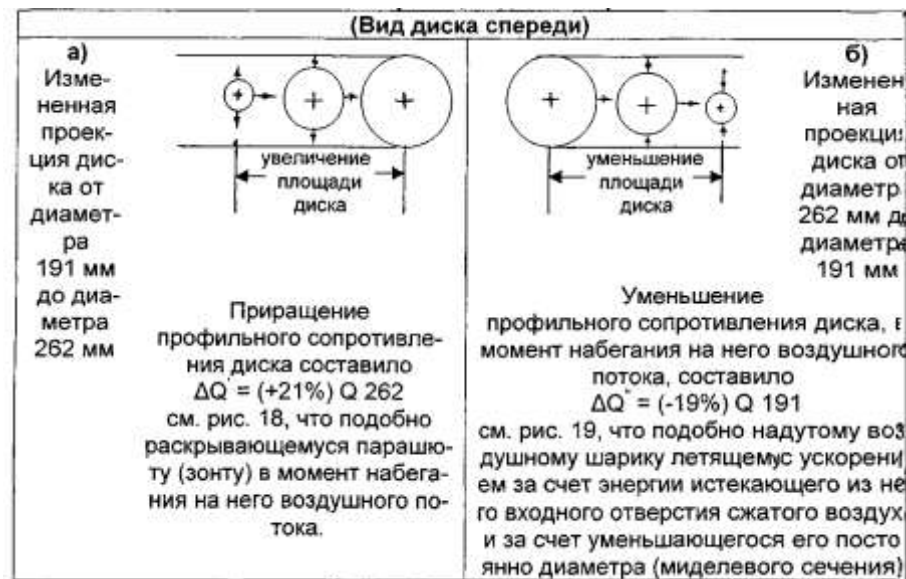 (Вид диска спереди)
а)
Изме-
ненная
проек-
ция дис-
ка от
диамет-
ра
191 мм
до диа-
метра
262 мм
увеличение
площади
диска
Приращение
профильного сопротивле-
ния диска составило
ΔQ' = (+21%) Q 262
см. рис. 18, что подобно
раскрывающемуся парашю-
ту (зонту) в момент набега-
ния на него воздушного по-
тока.
уменьшение
площади
диска
б)
Изменен
ная
проекци
диска от
диаметр
262 мм до
диаметра
191 мм
Уменьшение
профильного сопротивления диска, в
момент набегания на него воздушног
потока, составило
ΔQ" = (-19%) Q 191
см. рис. 19, что подобно надутому воз
душному шарику летящемус ускорени
ем за счет энергии истекающего из не
го входного отверстия сжатого воздух
и за счет уменьшающегося его посто
янно диаметра (миделевого сечения)